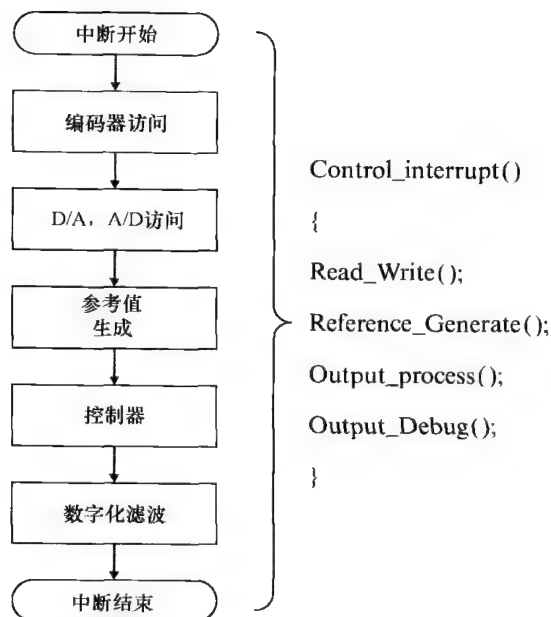 中断开始
编码器访问
D/A，A/D访问
参考值
生成
控制器
数字化滤波
中断结束
Control_interrupt()
{
Read_Write();
Reference_Generate();
Output_process();
Output_Debug();
}